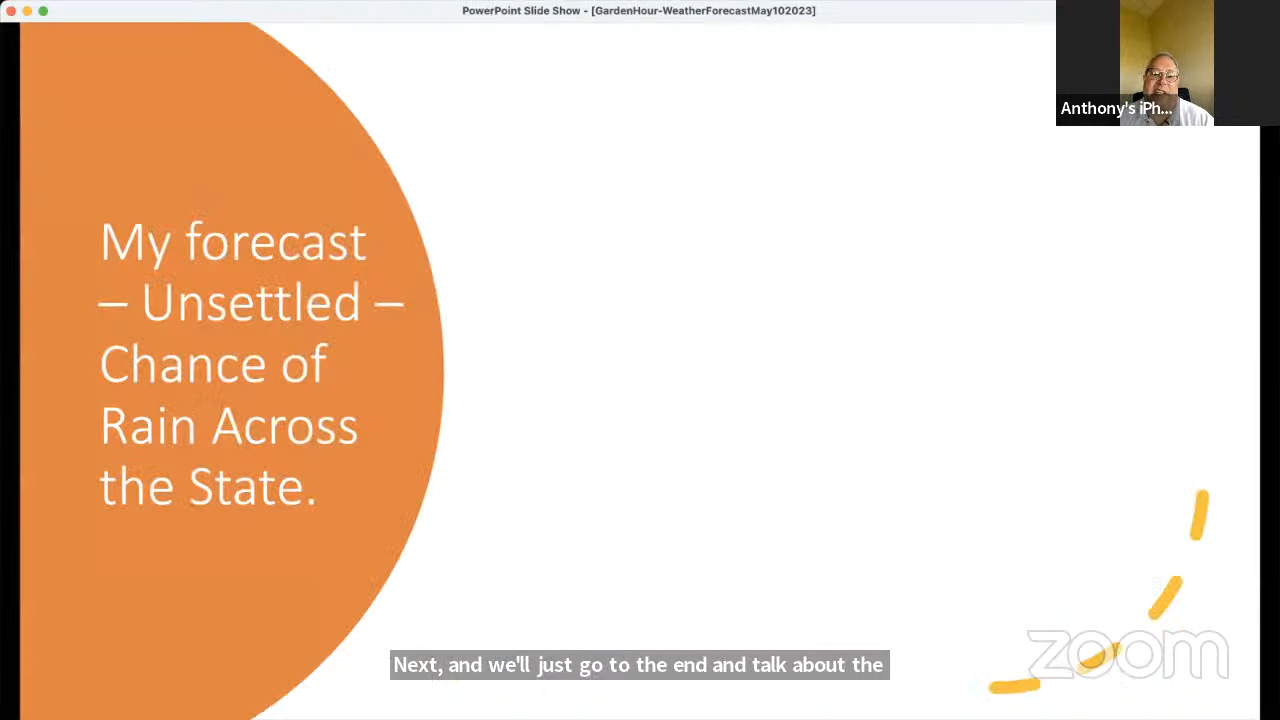 PowerPoint Slide Show - [GardenHour-WeatherForecastMay102023]
Anthony's iPh...
My forecast
– Unsettled –
Chance of
Rain Across
the State.
Next, and we'll just go to the end and talk about the
zoom